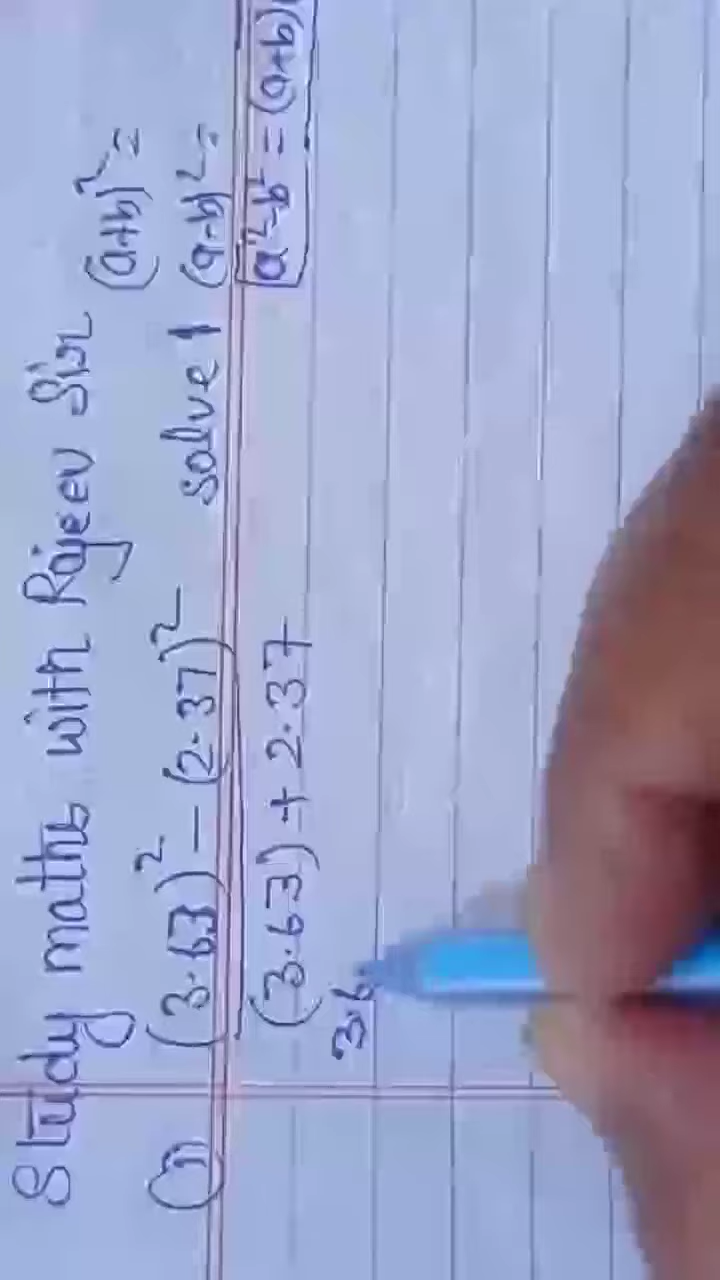 Study maths with Rajeev Sir
(a+b)² =
(1) (3.63)² - (2.37)² solve 1 (a-b)² =
(3.63) + 2.37 a²-b² = (a+b)(
3.6